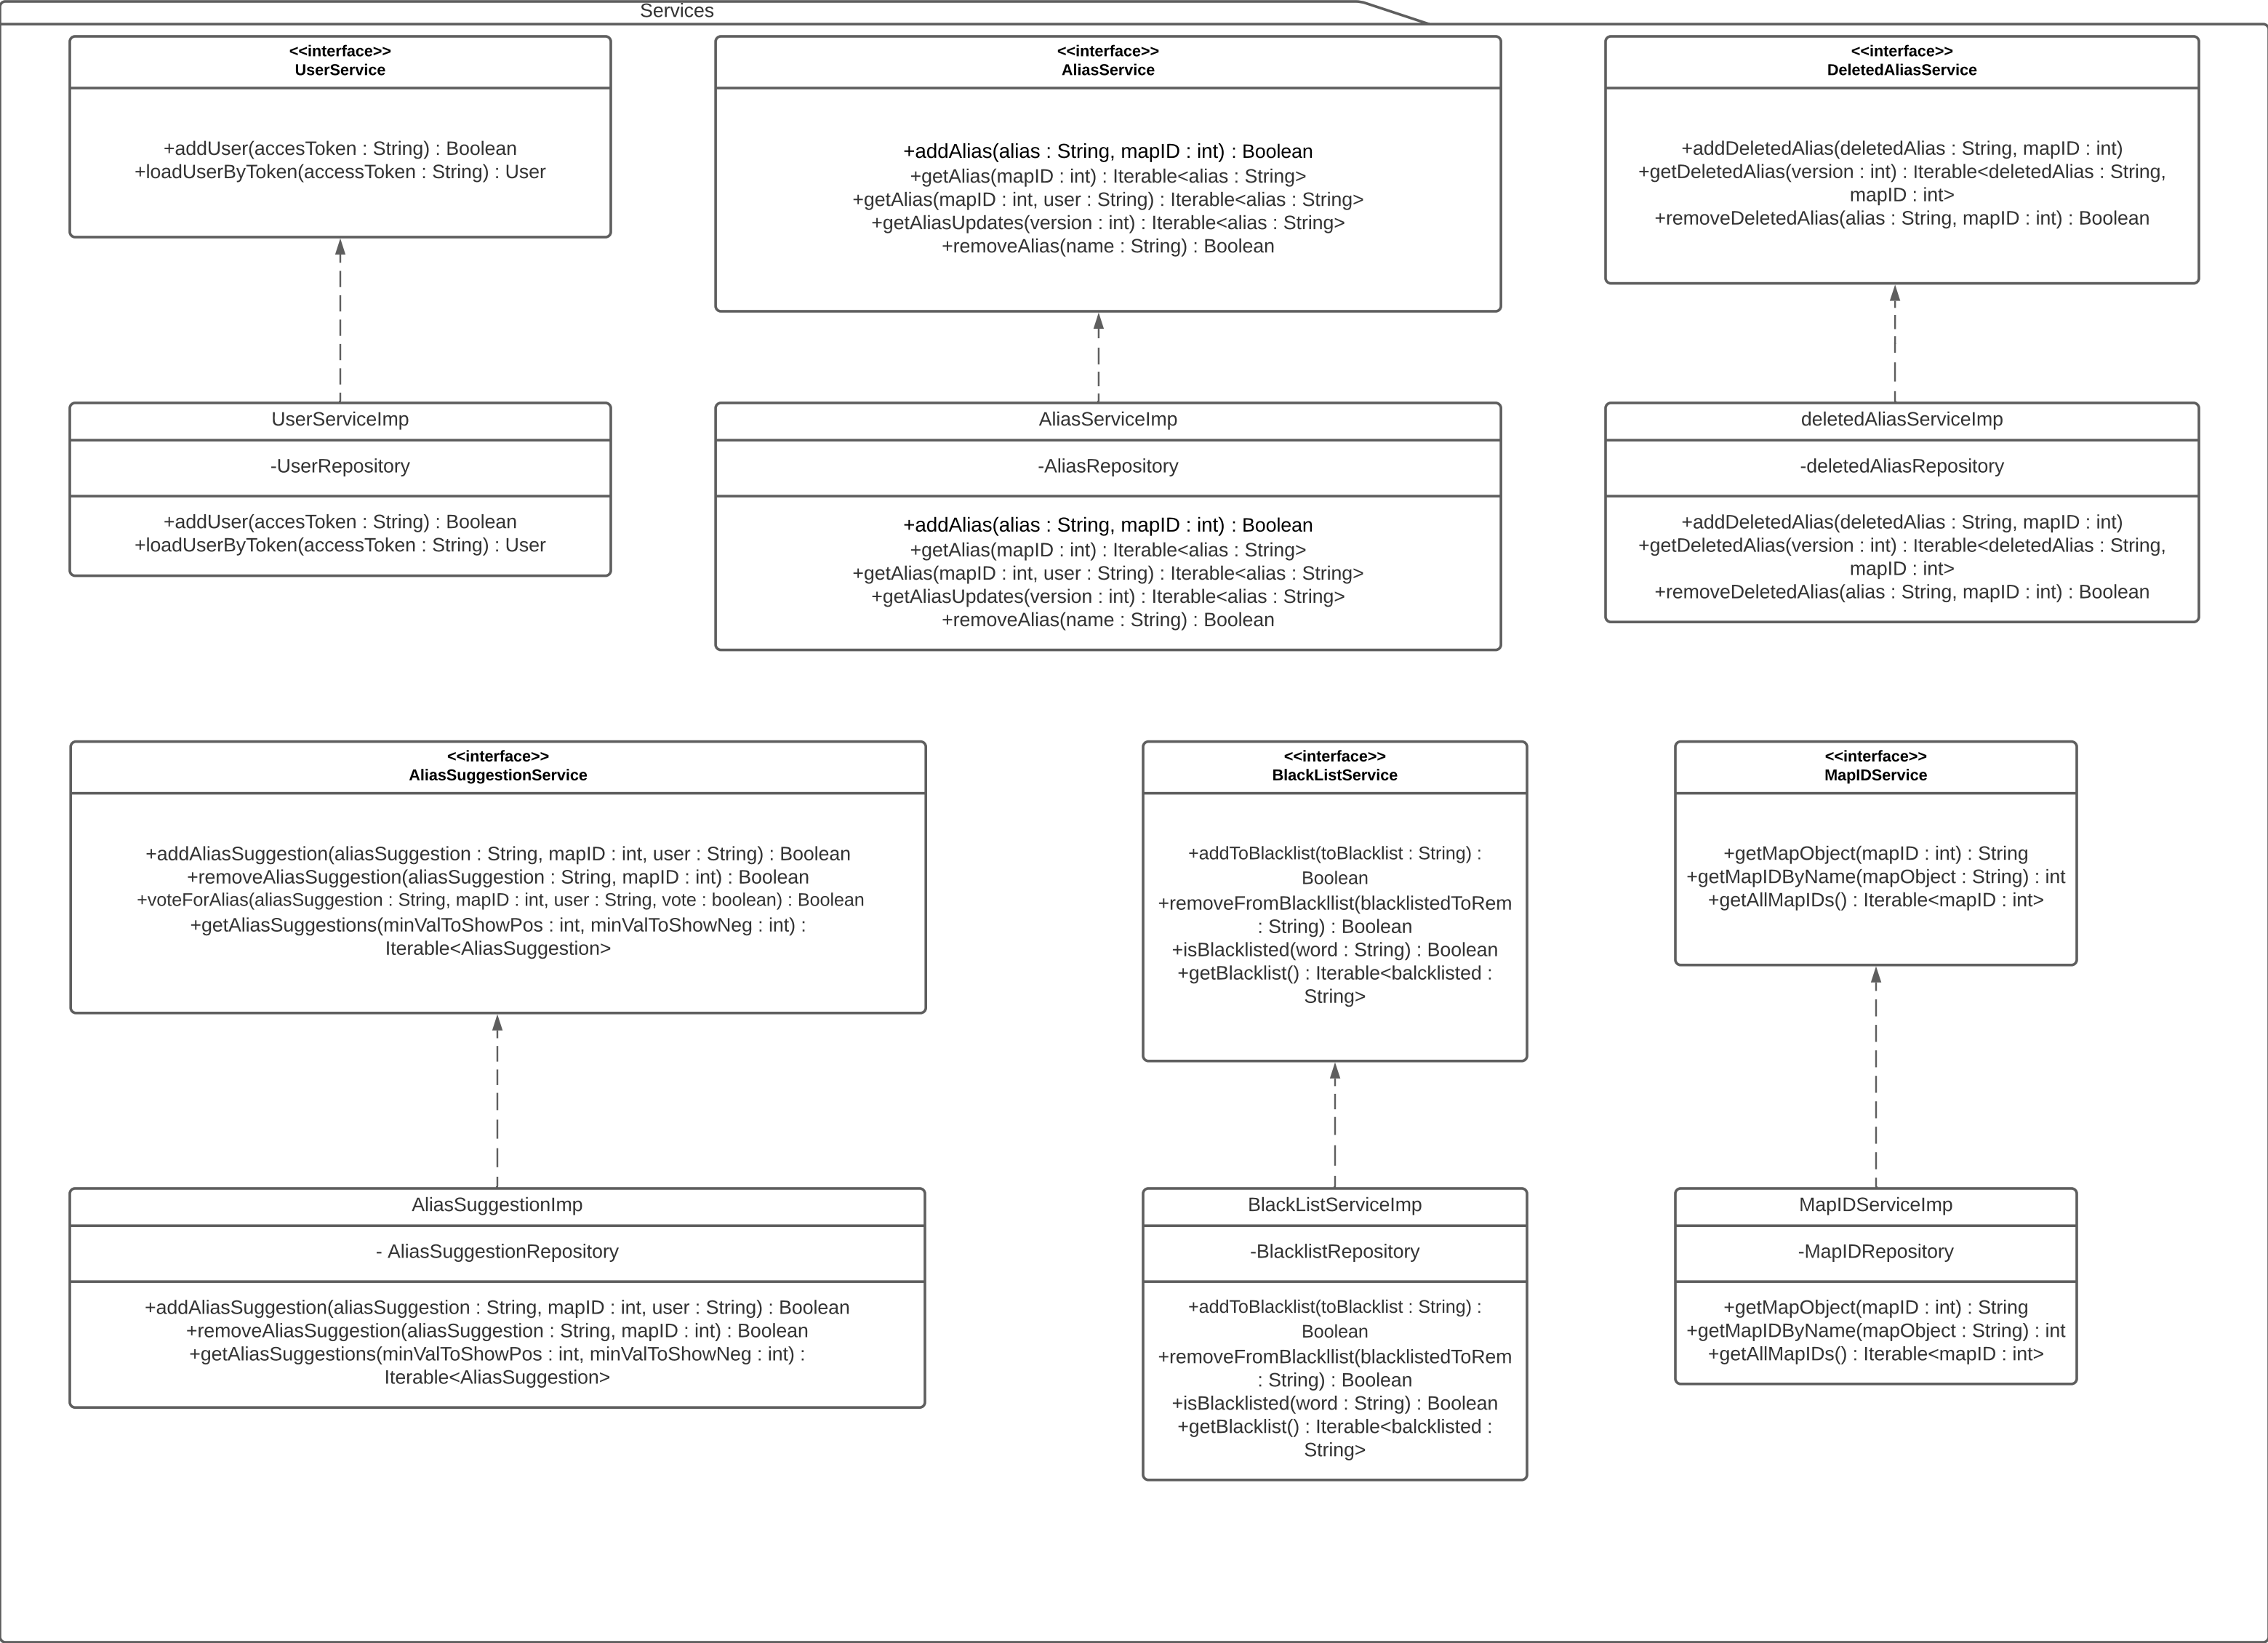 Services
<<interface>>
UserService
+addUser(accesToken : String) : Boolean
+loadUserByToken(accessToken : String) : User
<<interface>>
AliasService
+addAlias(alias : String, mapID : int) : Boolean
+getAlias(mapID : int) : Iterable<alias : String>
+getAlias(mapID : int, user : String) : Iterable<alias : String>
+getAliasUpdates(version : int) : Iterable<alias : String>
+removeAlias(name : String) : Boolean
<<interface>>
DeletedAliasService
+addDeletedAlias(deletedAlias : String, mapID : int)
+getDeletedAlias(version : int) : Iterable<deletedAlias : String,
mapID : int>
+removeDeletedAlias(alias : String, mapID : int) : Boolean
UserServiceImp
-UserRepository
+addUser(accesToken : String) : Boolean
+loadUserByToken(accessToken : String) : User
AliasServiceImp
-AliasRepository
+addAlias(alias : String, mapID : int) : Boolean
+getAlias(mapID : int) : Iterable<alias : String>
+getAlias(mapID : int, user : String) : Iterable<alias : String>
+getAliasUpdates(version : int) : Iterable<alias : String>
+removeAlias(name : String) : Boolean
deletedAliasServiceImp
-deletedAliasRepository
+addDeletedAlias(deletedAlias : String, mapID : int)
+getDeletedAlias(version : int) : Iterable<deletedAlias : String,
mapID : int>
+removeDeletedAlias(alias : String, mapID : int) : Boolean
<<interface>>
AliasSuggestionService
+addAliasSuggestion(aliasSuggestion : String, mapID : int, user : String) : Boolean
+removeAliasSuggestion(aliasSuggestion : String, mapID : int) : Boolean
+voteForAlias(aliasSuggestion : String, mapID : int, user : String, vote : boolean) : Boolean
+getAliasSuggestions(minValToShowPos : int, minValToShowNeg : int) :
Iterable<AliasSuggestion>
<<interface>>
BlackListService
+addToBlacklist(toBlacklist : String) :
Boolean
+removeFromBlackllist(blacklistedToRem
: String) : Boolean
+isBlacklisted(word : String) : Boolean
+getBlacklist() : Iterable<balcklisted :
String>
<<interface>>
MapIDService
+getMapObject(mapID : int) : String
+getMapIDByName(mapObject : String) : int
+getAllMapIDs() : Iterable<mapID : int>
AliasSuggestionImp
- AliasSuggestionRepository
+addAliasSuggestion(aliasSuggestion : String, mapID : int, user : String) : Boolean
+removeAliasSuggestion(aliasSuggestion : String, mapID : int) : Boolean
+getAliasSuggestions(minValToShowPos : int, minValToShowNeg : int) :
Iterable<AliasSuggestion>
BlackListServiceImp
-BlacklistRepository
+addToBlacklist(toBlacklist : String) :
Boolean
+removeFromBlackllist(blacklistedToRem
: String) : Boolean
+isBlacklisted(word : String) : Boolean
+getBlacklist() : Iterable<balcklisted :
String>
MapIDServiceImp
-MapIDRepository
+getMapObject(mapID : int) : String
+getMapIDByName(mapObject : String) : int
+getAllMapIDs() : Iterable<mapID : int>